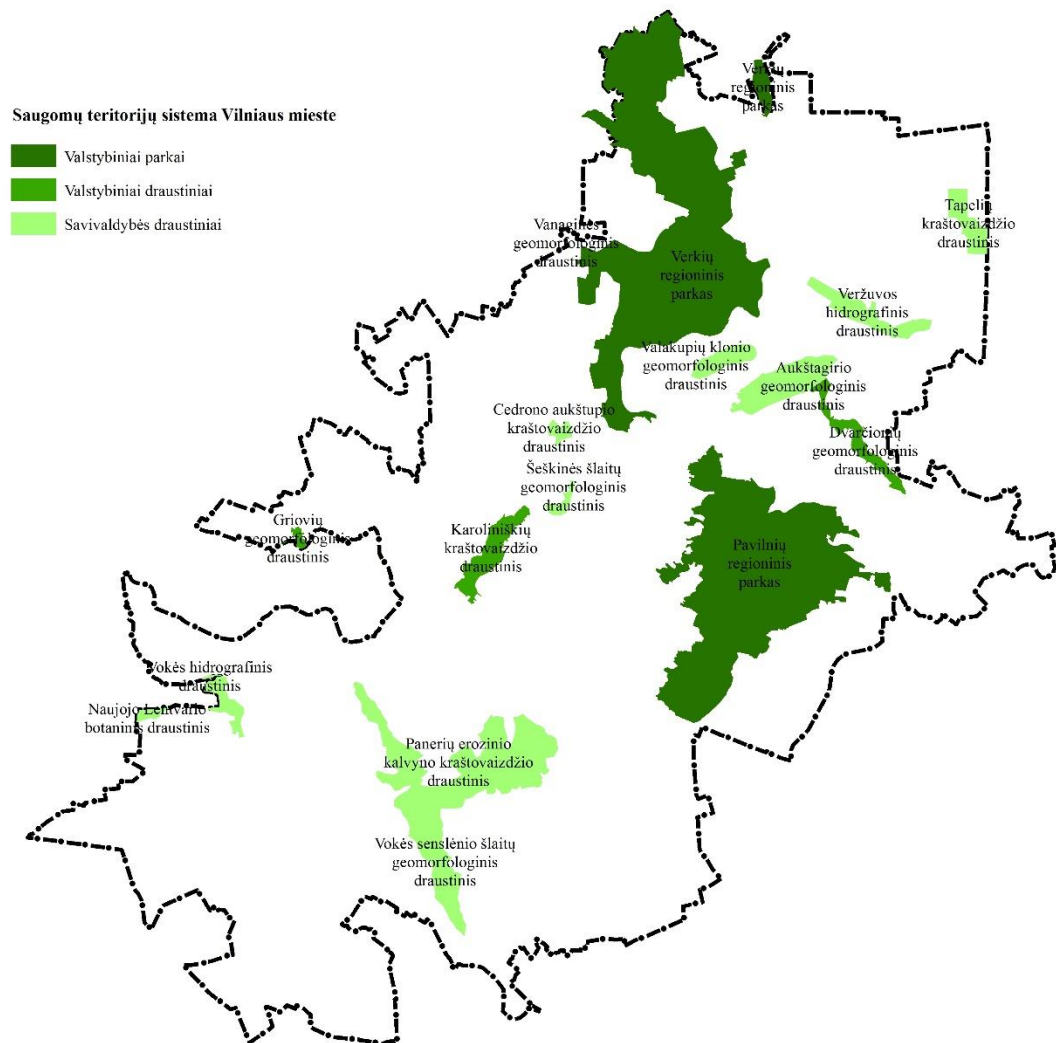 Saugomų teritorijų sistema Vilniaus mieste
Valstybiniai parkai
Valstybiniai draustiniai
Savivaldybės draustiniai
Verkių
regioninis
parkas
Tapelių
kraštovaizdžio
draustinis
Vanaginės
geomorfologinis
draustinis
Verkių
regioninis
parkas
Veržuvos
hidrografinis
draustinis
Valakupių klonio
geomorfologinis
draustinis
Aukštagirio
geomorfologinis
draustinis
Cedrono aukštupio
kraštovaizdžio
draustinis
Dvarčionių
geomorfologinis
draustinis
Šeškinės šlaitų
geomorfologinis
draustinis
Griovių
geomorfologinis
draustinis
Karoliniškių
kraštovaizdžio
draustinis
Pavilnių
regioninis
parkas
Vokės hidrografinis
draustinis
Naujojo Lentvario
botaninis draustinis
Panerių erozinio
kalvyno kraštovaizdžio
draustinis
Vokės senslėnio šlaitų
geomorfologinis
draustinis